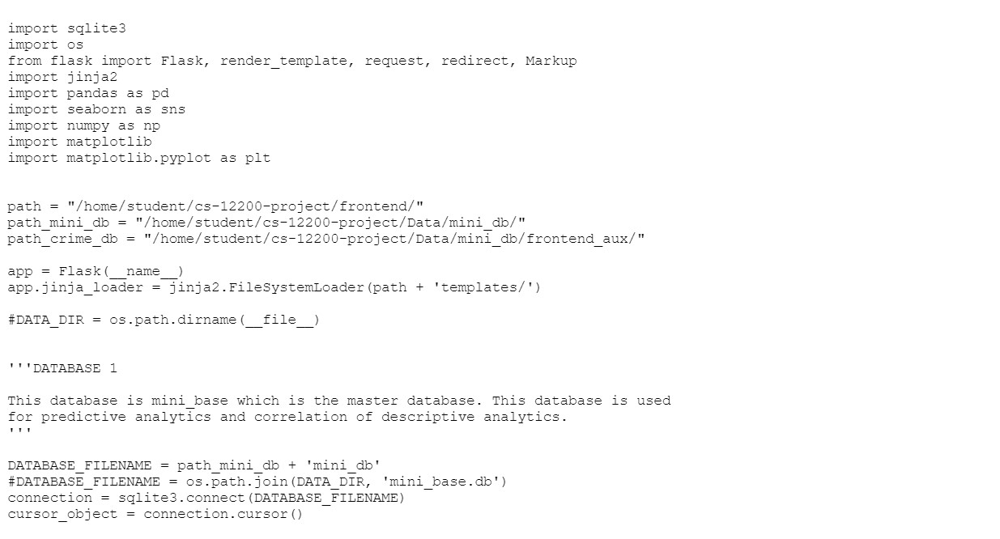 import sqlite3
import os
from flask import Flask, render_template, request, redirect, Markup
import jinja2
import pandas as pd
import seaborn as sns
import numpy as np
import matplotlib
import matplotlib.pyplot as plt
path = "/home/student/cs-12200-project/frontend/"
path_mini_db = "/home/student/cs-12200-project/Data/mini_db/"
path_crime_db = "/home/student/cs-12200-project/Data/mini_db/frontend_aux/"
app = Flask(__name__)
app.jinja_loader = jinja2.FileSystemLoader(path + 'templates/')
#DATA_DIR = os.path.dirname(__file__)
'''DATABASE 1
This database is mini_base which is the master database. This database is used
for predictive analytics and correlation of descriptive analytics.
'''
DATABASE_FILENAME = path_mini_db + 'mini_db'
#DATABASE_FILENAME = os.path.join(DATA_DIR, 'mini_base.db')
connection = sqlite3.connect(DATABASE_FILENAME)
cursor_object = connection.cursor()